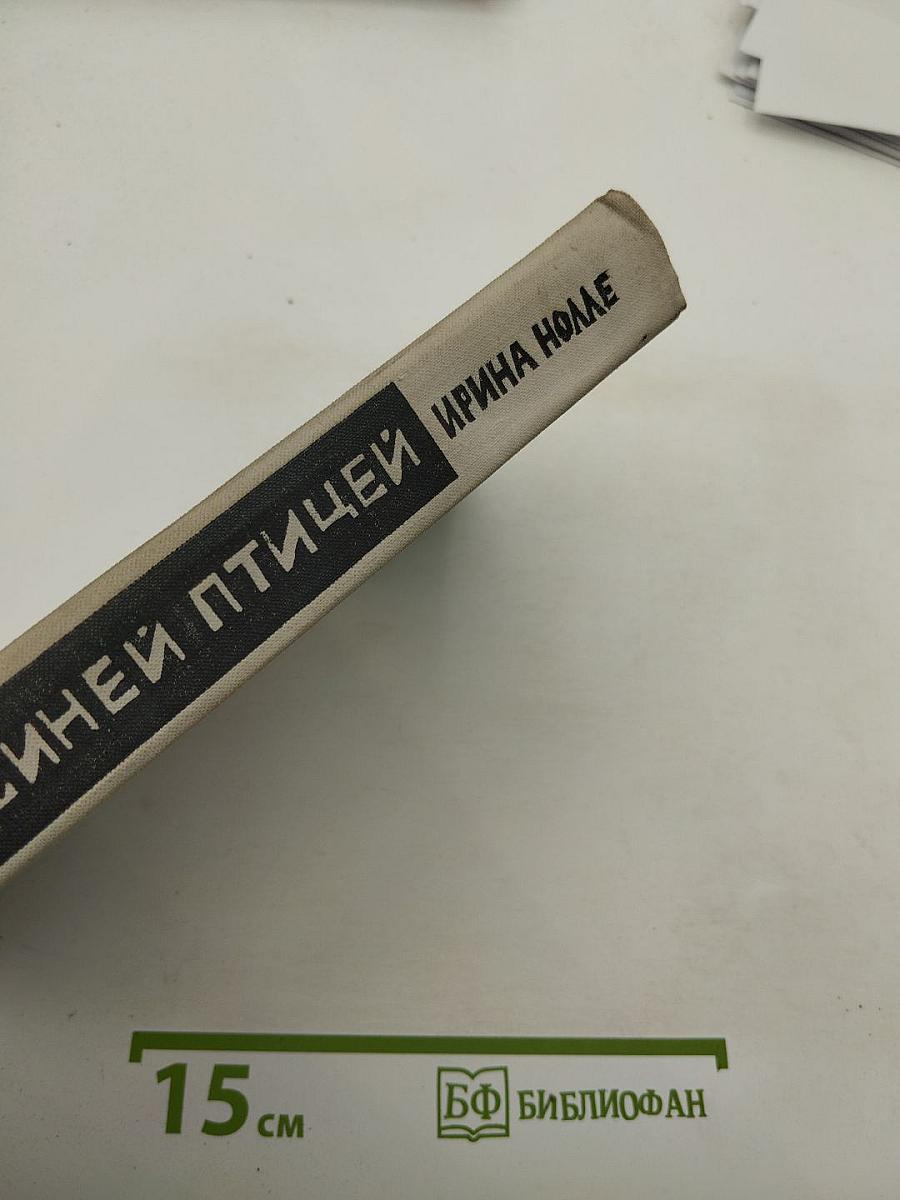 ИРИНА НОЛЛЕ
СИНЕЙ ПТИЦЕЙ
15 см
БФ БИБЛИОФАН